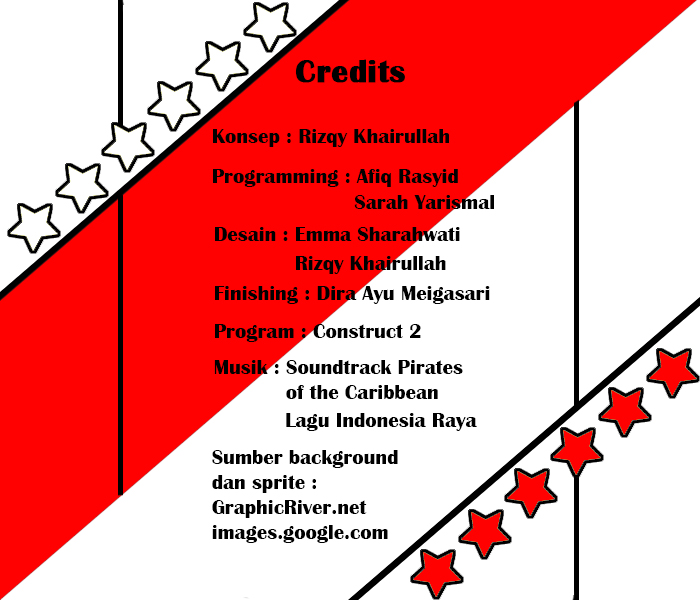 Credits
Konsep : Rizqy Khairullah
Programming : Afiq Rasyid
Sarah Yarismal
Desain : Emma Sharahwati
Rizqy Khairullah
Finishing : Dira Ayu Meigasari
Program : Construct 2
Musik : Soundtrack Pirates
of the Caribbean
Lagu Indonesia Raya
Sumber background
dan sprite :
GraphicRiver.net
images.google.com